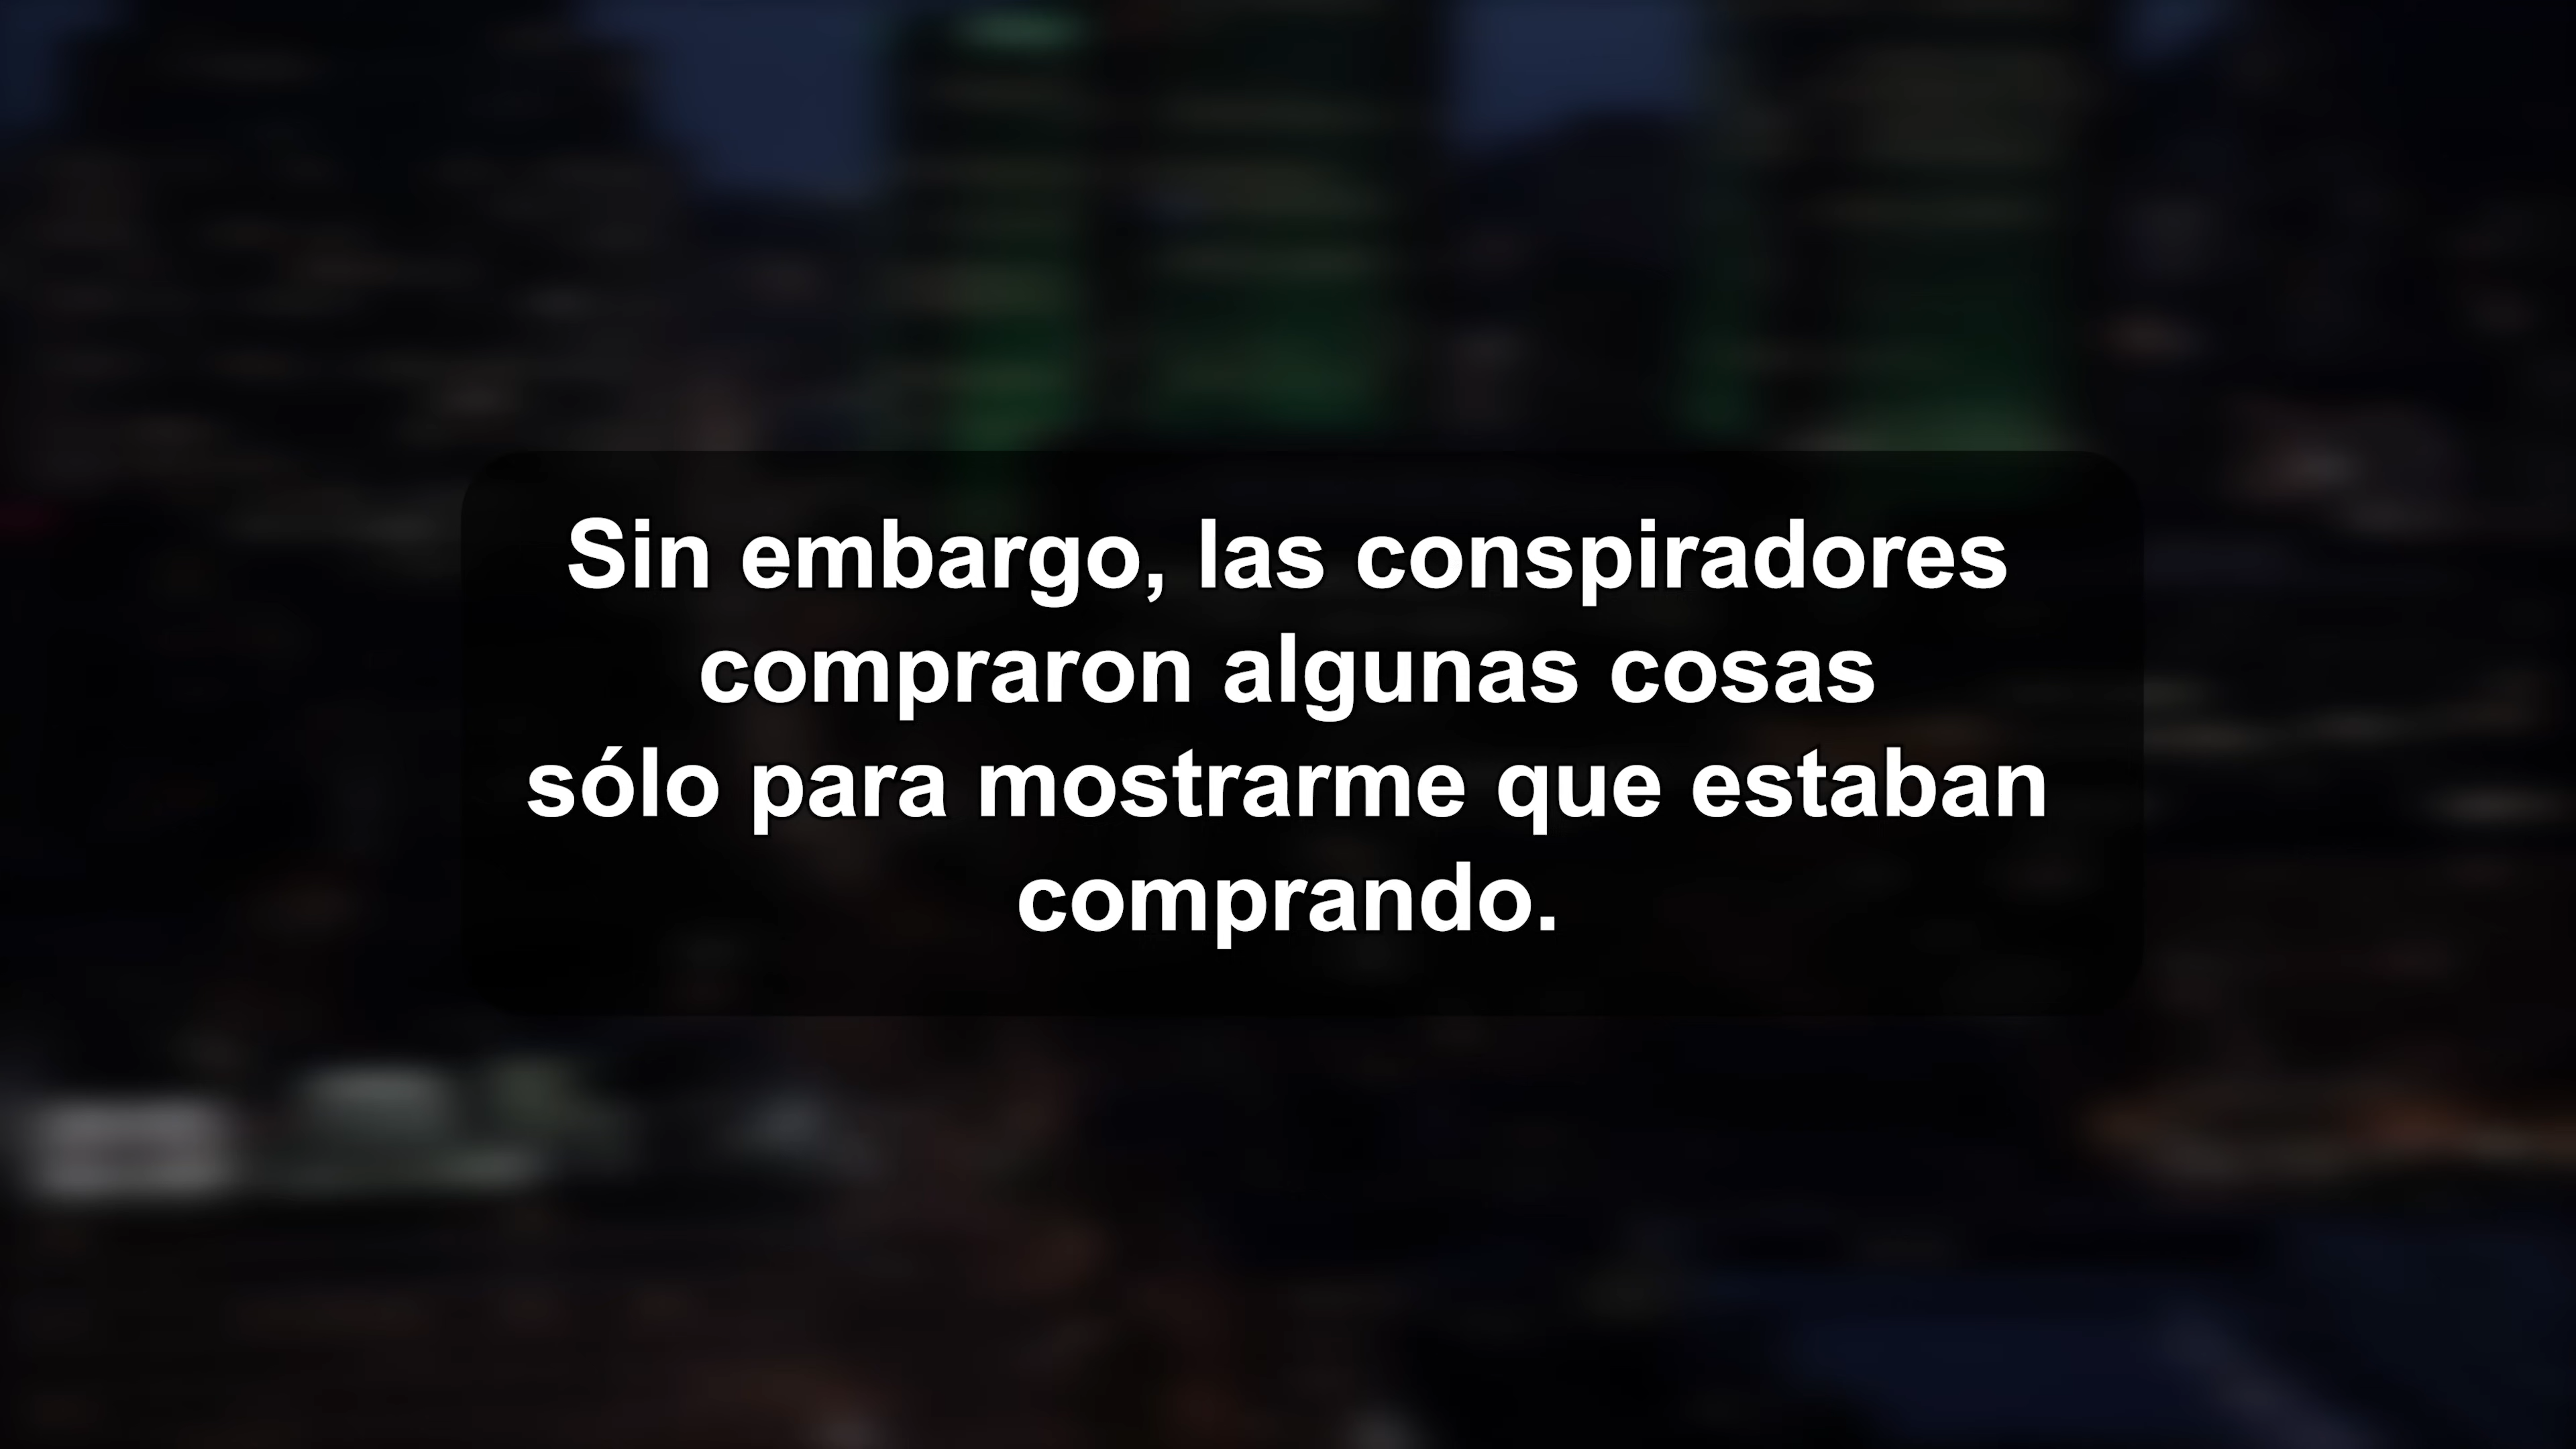 Sin embargo, las conspiradores
compraron algunas cosas
sólo para mostrarme que estaban
comprando.